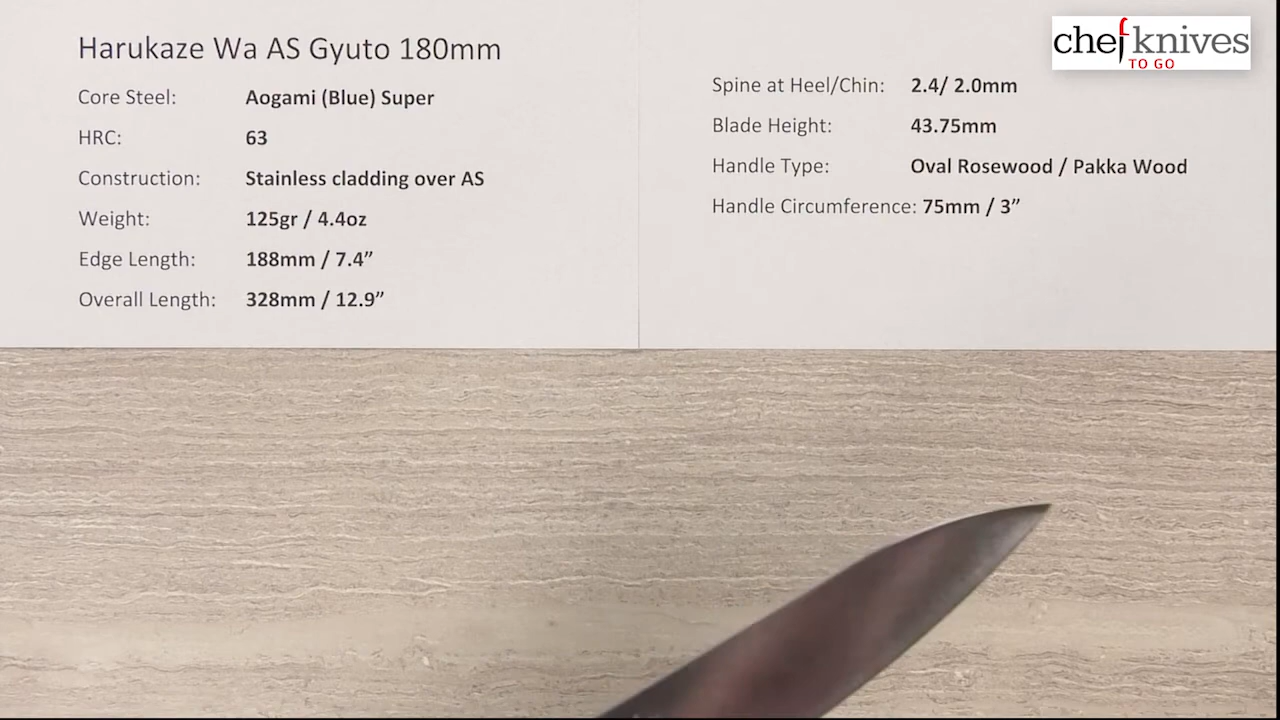 Harukaze Wa AS Gyuto 180mm
Core Steel: Aogami (Blue) Super
HRC: 63
Construction: Stainless cladding over AS
Weight: 125gr / 4.4oz
Edge Length: 188mm / 7.4”
Overall Length: 328mm / 12.9”
Spine at Heel/Chin: 2.4/ 2.0mm
Blade Height: 43.75mm
Handle Type: Oval Rosewood / Pakka Wood
Handle Circumference: 75mm / 3”
chefknives
TO GO